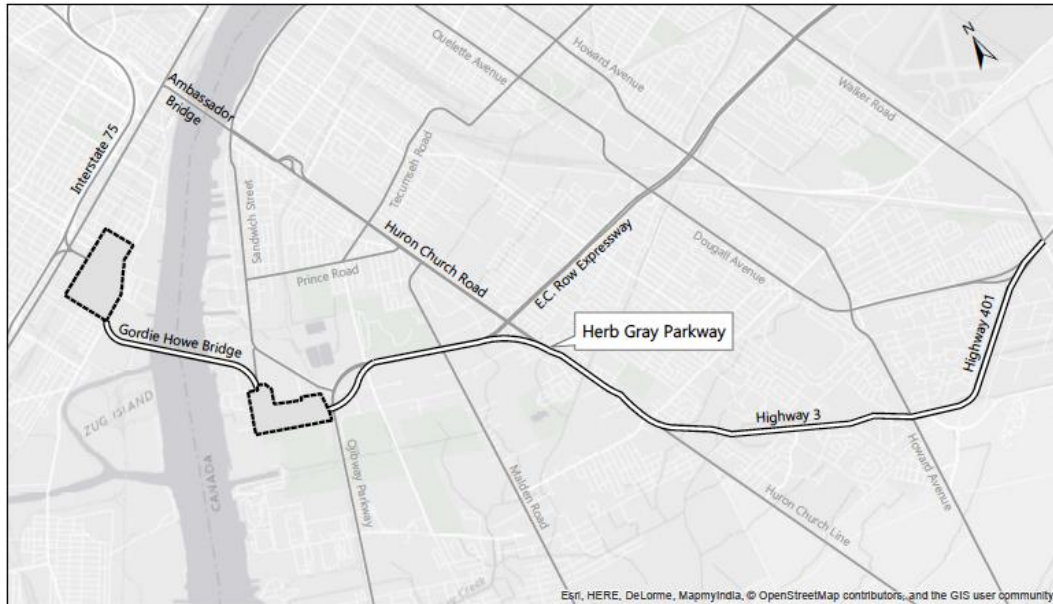 N
Ouelette Avenue
Howard Avenue
Walker Road
Ambassador
Bridge
Interstate 75
Tecumseh Road
Sandwich Street
Huron Church Road
Prince Road
E.C. Row Expressway
Dougall Avenue
Herb Gray Parkway
Gordie Howe Bridge
Highway 401
ZUG ISLAND
Highway 3
CANADA
Ojibway Parkway
Malden Road
Howard Avenue
Huron Church Line
Creek
Esri, HERE, DeLorme, MapmyIndia, © OpenStreetMap contributors, and the GIS user community